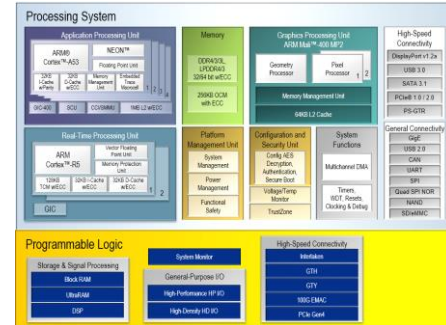 Processing System
Application Processing Unit
ARM®
Cortex™-A53
NEON™
Floating Point Unit
32KB
I-Cache
w/Parity
32KB
D-Cache
w/ECC
Memory
Management
Unit
Embedded
Trace
Macrocell
1
2
3
4
GIC-400
SCU
CCI/SMMU
1MB L2 w/ECC
Memory
DDR4/3/3L,
LPDDR4/3
32/64 bit w/ECC
256KB OCM
with ECC
Graphics Processing Unit
ARM Mali™-400 MP2
Geometry
Processor
Pixel
Processor
1
2
Memory Management Unit
64KB L2 Cache
High-Speed
Connectivity
DisplayPort v1.2a
USB 3.0
SATA 3.1
PCIe® 1.0 / 2.0
PS-GTR
Real-Time Processing Unit
ARM
Cortex™-R5
Vector Floating
Point Unit
Memory Protection
Unit
128KB
TCM w/ECC
32KB I-Cache
w/ECC
32KB D-Cache
w/ECC
1
2
GIC
Platform
Management Unit
System
Management
Power
Management
Functional
Safety
Configuration and
Security Unit
Config AES
Decryption,
Authentication,
Secure Boot
Voltage/Temp
Monitor
TrustZone
System
Functions
Multichannel DMA
Timers,
WDT, Resets,
Clocking & Debug
General Connectivity
GigE
USB 2.0
CAN
UART
SPI
Quad SPI NOR
NAND
SD/eMMC
Programmable Logic
Storage & Signal Processing
Block RAM
UltraRAM
DSP
System Monitor
General-Purpose I/O
High-Performance HP I/O
High-Density HD I/O
High-Speed Connectivity
Interlaken
GTH
GTY
100G EMAC
PCIe Gen4